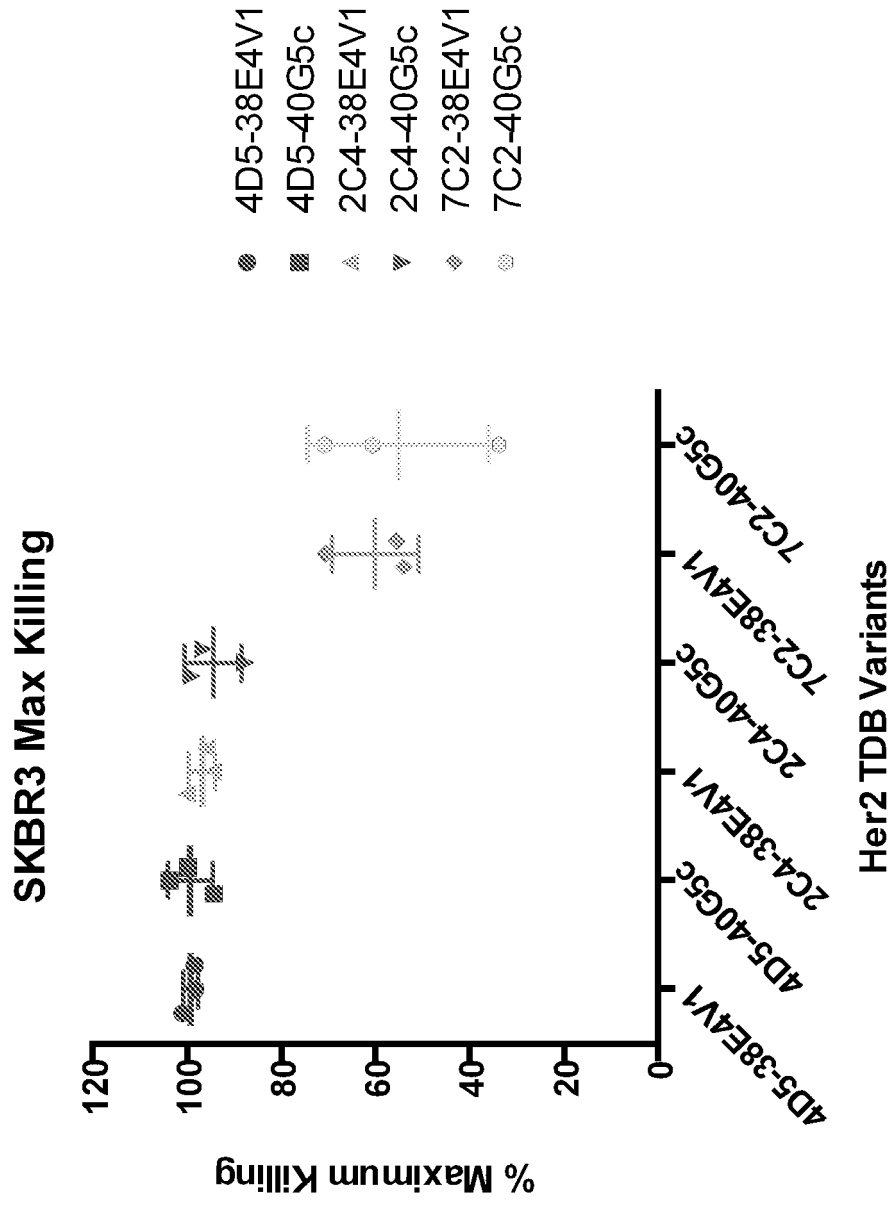 SKBR3 Max Killing
% Maximum Killing
120
100
80
60
40
20
0
4D5-38E4V1
4D5-40G5c
2C4-38E4V1
2C4-40G5c
7C2-38E4V1
7C2-40G5c
Her2 TDB Variants
4D5-38E4V1
4D5-40G5c
2C4-38E4V1
2C4-40G5c
7C2-38E4V1
7C2-40G5c